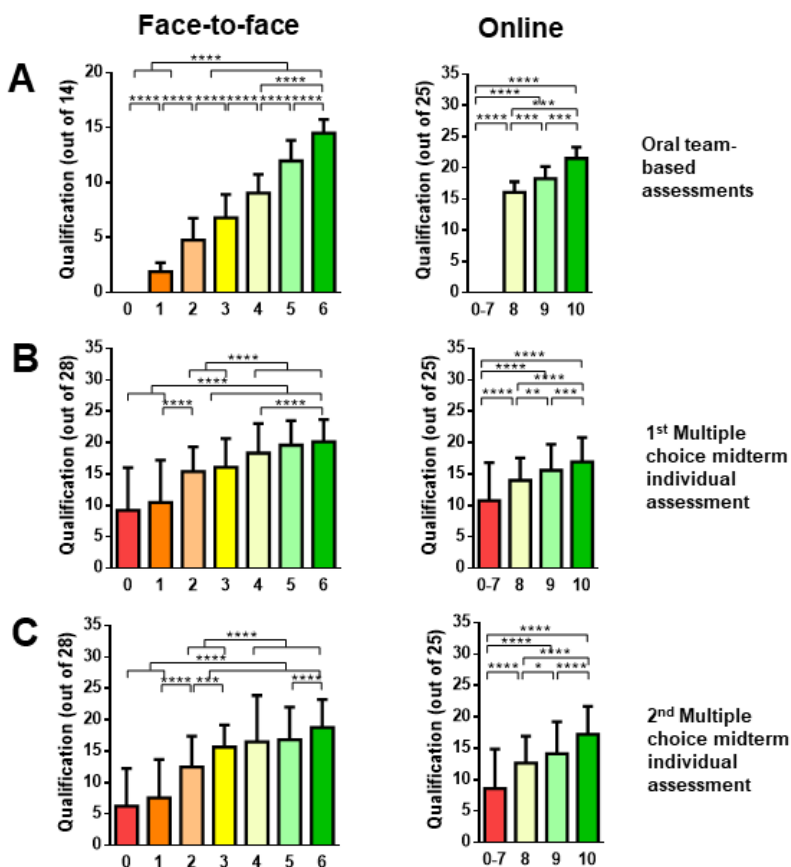 Face-to-face
Online
A
Qualification (out of 14)
20
15
10
5
0
****
****
**** **** **** **** **** ****
0 1 2 3 4 5 6
Qualification (out of 25)
35
30
25
20
15
10
5
0
****
****
***
**** *** ***
0-7 8 9 10
Oral team-
based
assessments
B
Qualification (out of 28)
35
30
25
20
15
10
5
0
****
****
**** ****
0 1 2 3 4 5 6
Qualification (out of 25)
35
30
25
20
15
10
5
0
****
****
****
**** ** ***
0-7 8 9 10
1st Multiple
choice midterm
individual
assessment
C
Qualification (out of 28)
35
30
25
20
15
10
5
0
****
****
**** *** ****
0 1 2 3 4 5 6
Qualification (out of 25)
35
30
25
20
15
10
5
0
****
****
****
**** * ****
0-7 8 9 10
2nd Multiple
choice midterm
individual
assessment